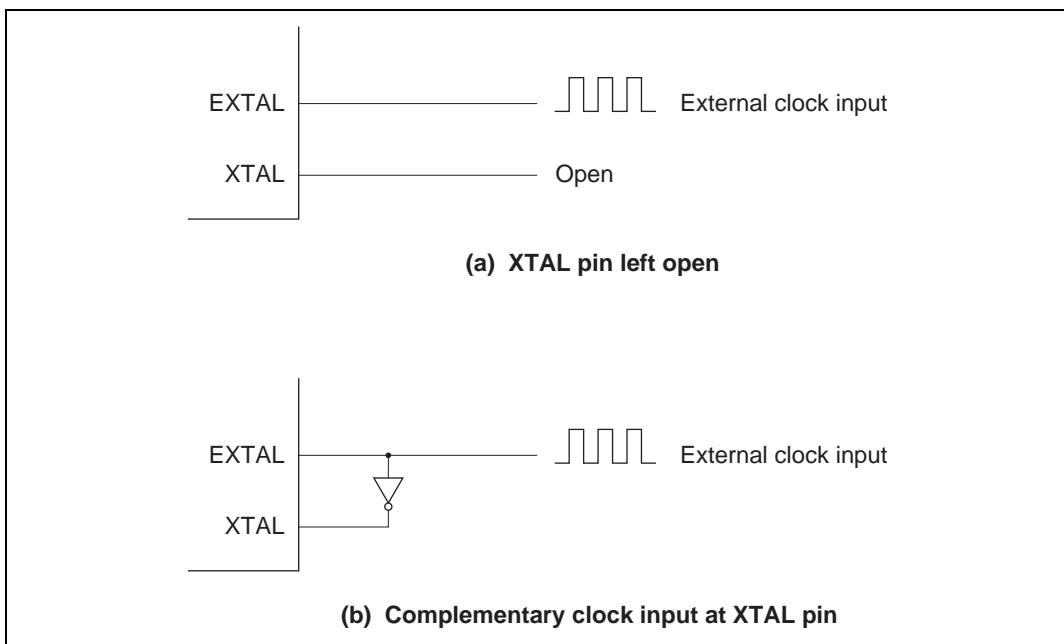 EXTAL External clock input
XTAL Open
(a) XTAL pin left open
EXTAL External clock input
XTAL
(b) Complementary clock input at XTAL pin